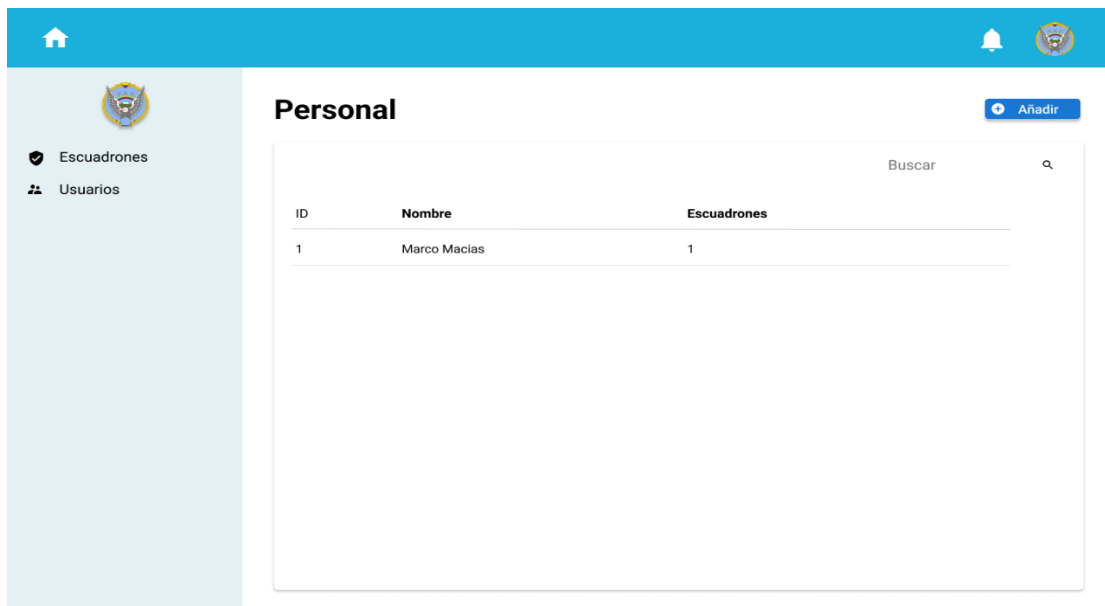 Personal
Añadir
Escuadrones
Usuarios
Buscar
ID Nombre Escuadrones
1 Marco Macias 1